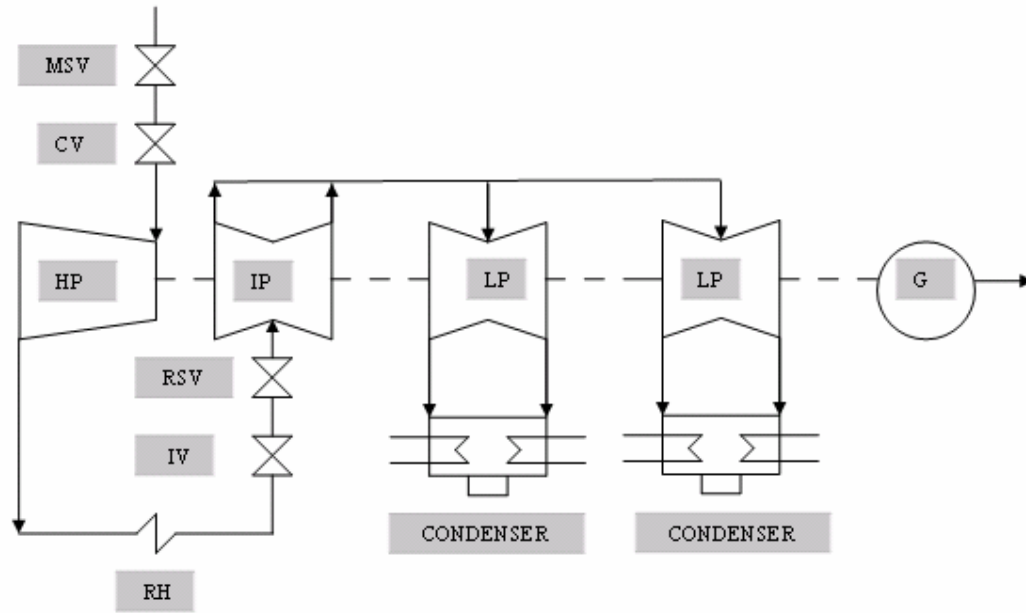 MSV
CV
HP
IP
LP
LP
G
RSV
IV
CONDENSER
CONDENSER
RH